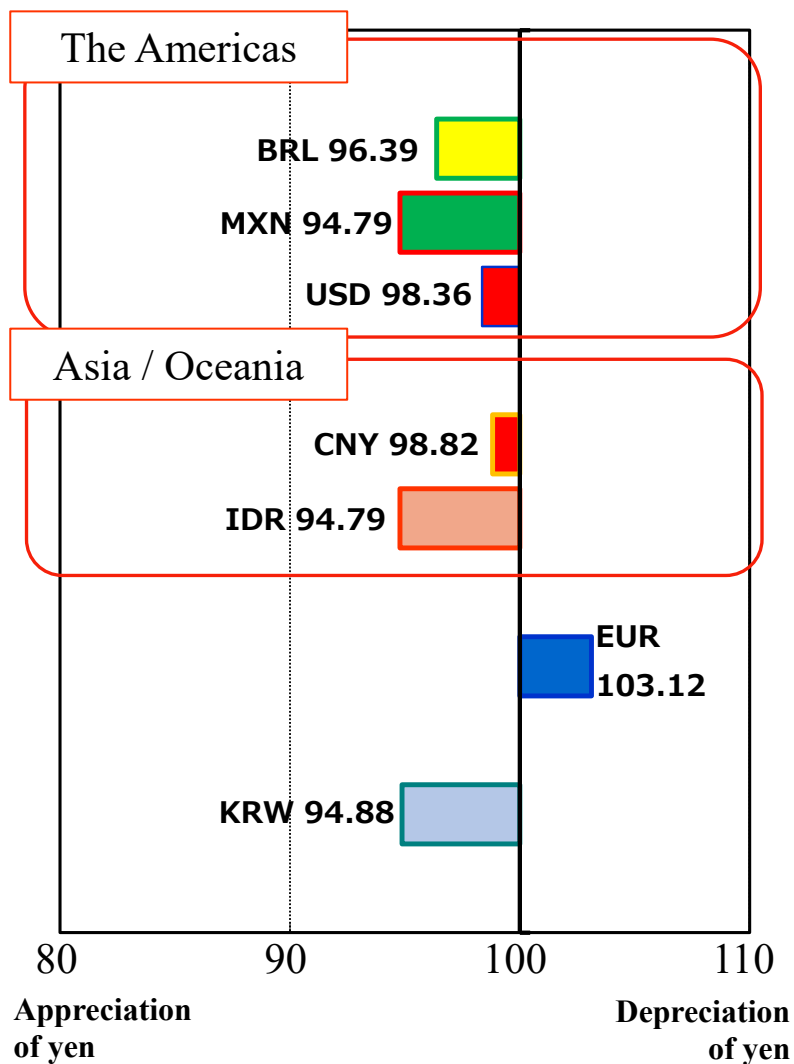 The Americas
BRL 96.39
MXN 94.79
USD 98.36
Asia / Oceania
CNY 98.82
IDR 94.79
EUR
103.12
KRW 94.88
80 90 100 110
Appreciation
of yen
Depreciation
of yen